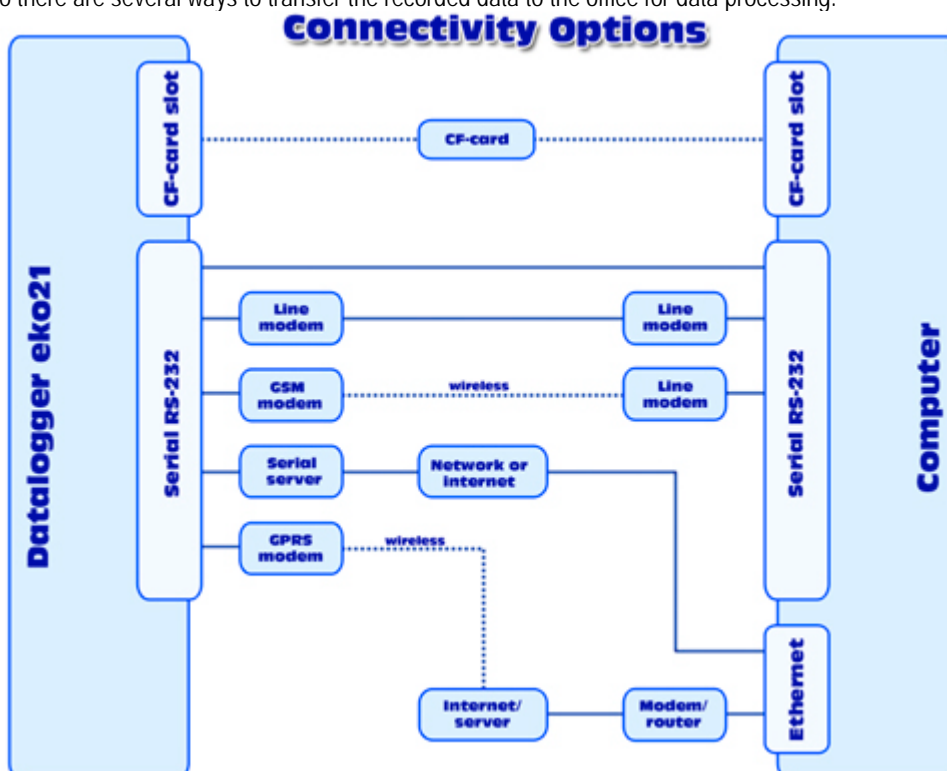 o there are several ways to transfer the recorded data to the office for data processing.
Connectivity Options
Datalogger eko21
CF-card slot
CF-card
CF-card slot
Serial RS-232
Line
modem
Line
modem
GSM
modem
wireless
Line
modem
Serial
server
Network or
internet
GPRS
modem
wireless
Internet/
server
Modem/
router
Serial RS-232
Ethernet
Computer